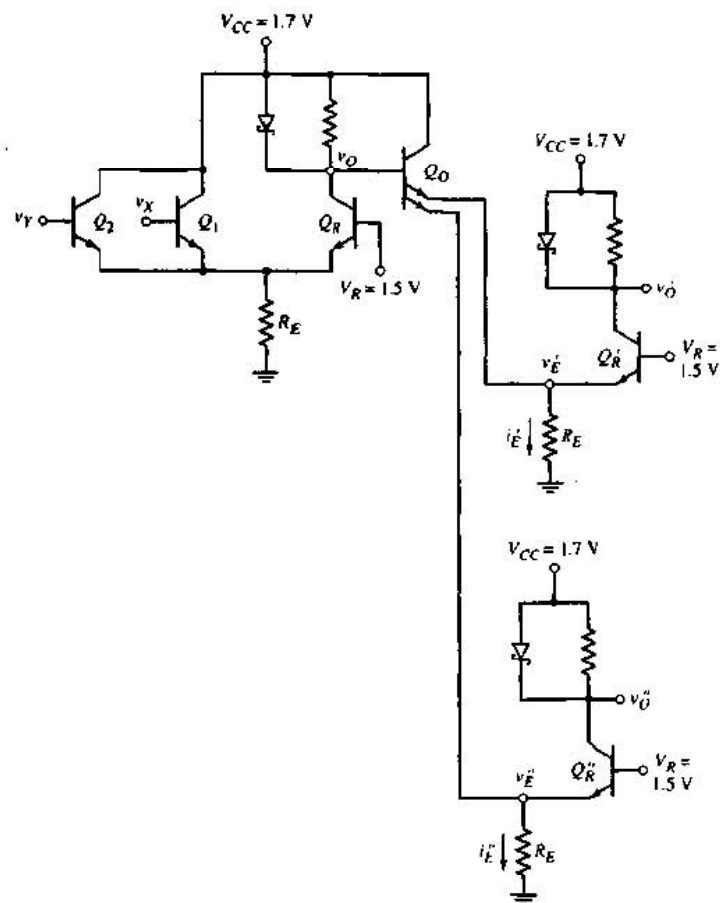 V_CC = 1.7 V
v_O
Q_O
V_CC = 1.7 V
v_Y
Q_2
v_X
Q_1
Q_R
V_R = 1.5 V
R_E
v_O'
Q_R'
V_R =
1.5 V
v_E'
i_E'
R_E
V_CC = 1.7 V
v_O"
Q_R"
V_R =
1.5 V
v_E"
i_E"
R_E